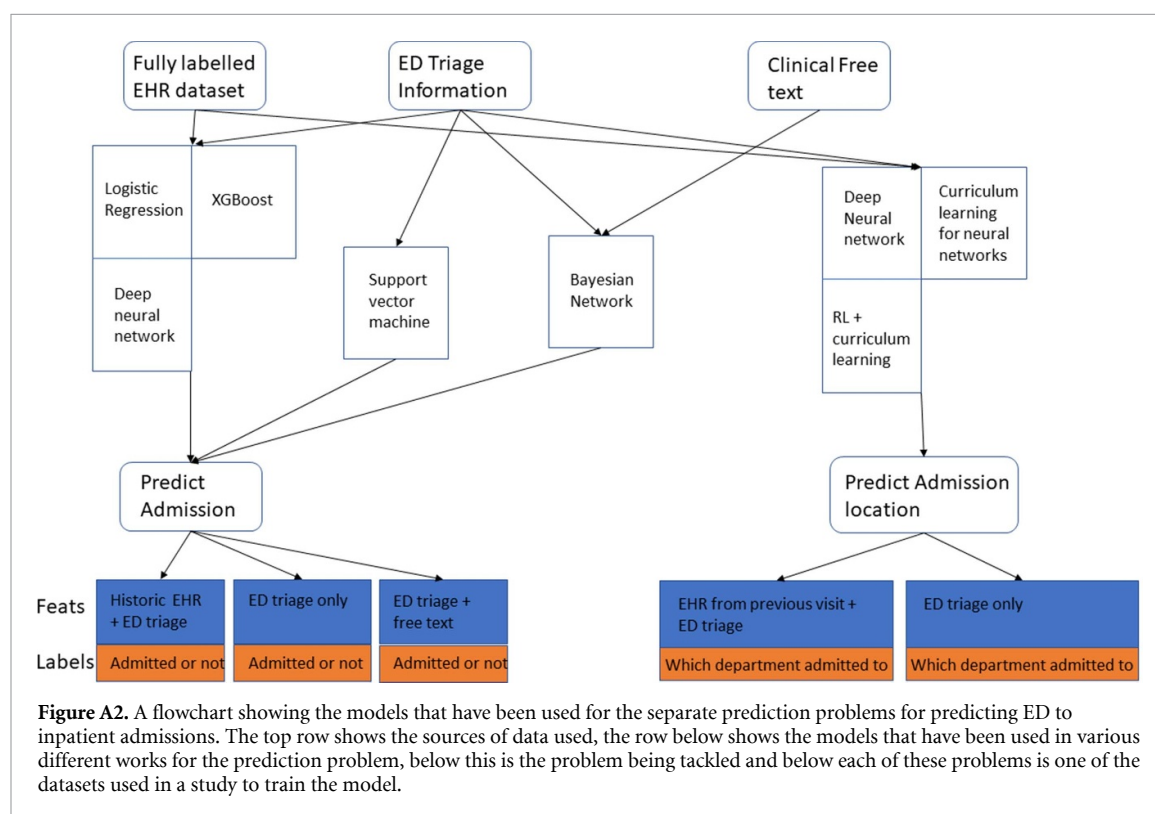 Fully labelled
EHR dataset
ED Triage
Information
Clinical Free
text
Logistic
Regression
XGBoost
Deep
neural
network
Support
vector
machine
Bayesian
Network
Deep
Neural
network
Curriculum
learning
for neural
networks
RL +
curriculum
learning
Predict
Admission
Predict Admission
location
Feats
Historic EHR
+ ED triage
ED triage only
ED triage +
free text
EHR from previous visit +
ED triage
ED triage only
Labels
Admitted or not
Admitted or not
Admitted or not
Which department admitted to
Which department admitted to
Figure A2. A flowchart showing the models that have been used for the separate prediction problems for predicting ED to
inpatient admissions. The top row shows the sources of data used, the row below shows the models that have been used in various
different works for the prediction problem, below this is the problem being tackled and below each of these problems is one of the
datasets used in a study to train the model.